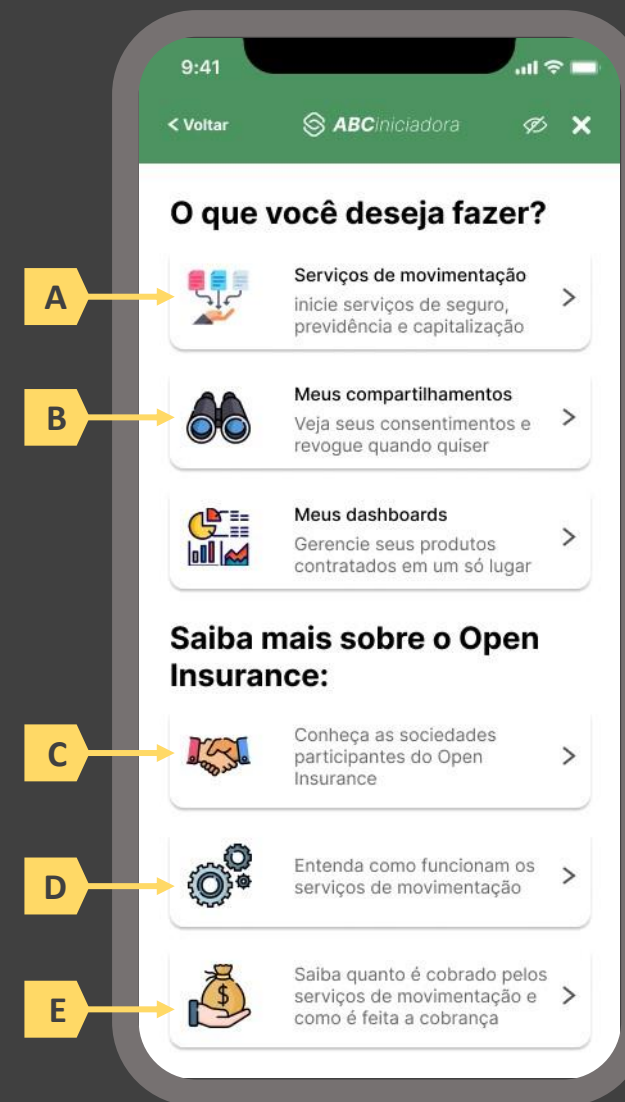 9:41
< Voltar
ABCiniciadora
O que você deseja fazer?
A
Serviços de movimentação
inicie serviços de seguro,
previdência e capitalização
B
Meus compartilhamentos
Veja seus consentimentos e
revogue quando quiser
Meus dashboards
Gerencie seus produtos
contratados em um só lugar
Saiba mais sobre o Open
Insurance:
C
Conheça as sociedades
participantes do Open
Insurance
D
Entenda como funcionam os
serviços de movimentação
E
$
Saiba quanto é cobrado pelos
serviços de movimentação e
como é feita a cobrança